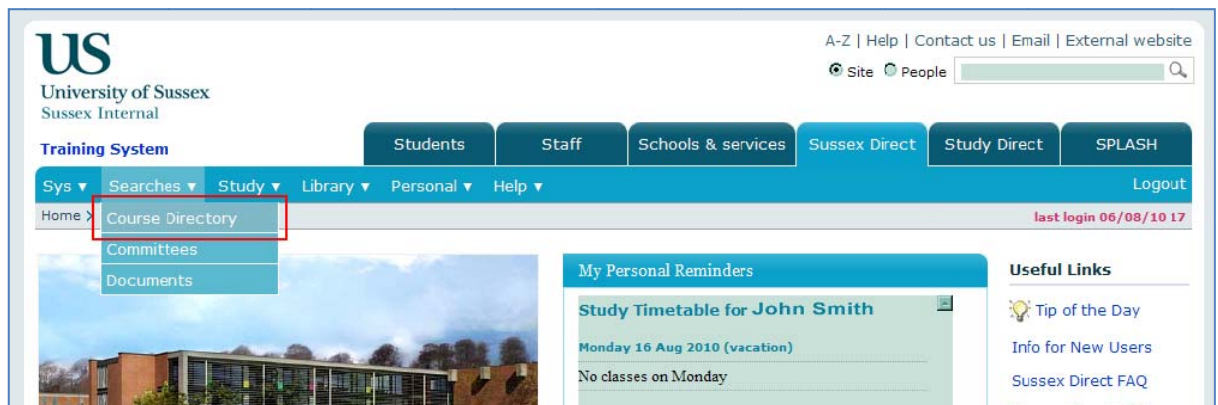 US
University of Sussex
Sussex Internal
A-Z | Help | Contact us | Email | External website
Site People
Training System
Students Staff Schools & services Sussex Direct Study Direct SPLASH
Sys ▼ Searches ▼ Study ▼ Library ▼ Personal ▼ Help ▼ Logout
Home > last login 06/08/10 17
Course Directory
Committees
Documents
My Personal Reminders
Study Timetable for John Smith
Monday 16 Aug 2010 (vacation)
No classes on Monday
Useful Links
Tip of the Day
Info for New Users
Sussex Direct FAQ